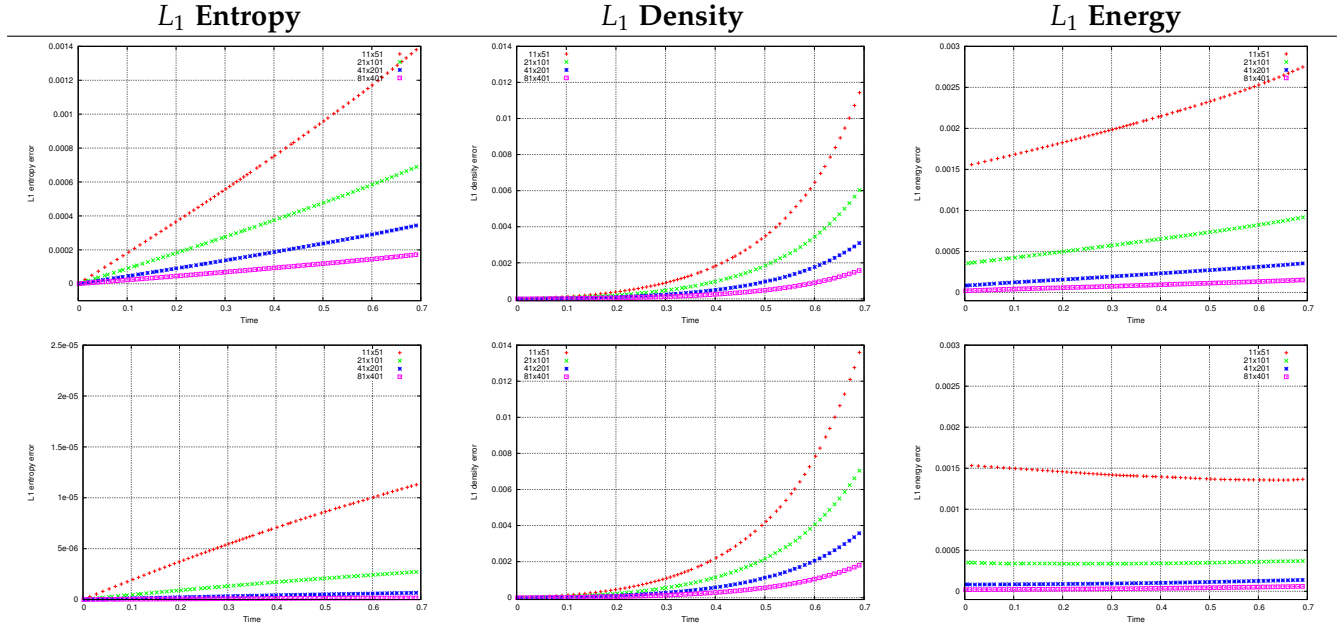 L1 Entropy
L1 Density
L1 Energy
0.0014
0.0012
0.001
0.0008
0.0006
0.0004
0.0002
0
0
0.1
0.2
0.3
0.4
0.5
0.6
0.7
L1 entropy error
Time
11x51
21x101
41x201
81x401
0.014
0.012
0.01
0.008
0.006
0.004
0.002
0
0
0.1
0.2
0.3
0.4
0.5
0.6
0.7
L1 density error
Time
11x51
21x101
41x201
81x401
0.003
0.0025
0.002
0.0015
0.001
0.0005
0
0
0.1
0.2
0.3
0.4
0.5
0.6
0.7
L1 energy error
Time
11x51
21x101
41x201
81x401
2.5e-05
2e-05
1.5e-05
1e-05
5e-06
0
0
0.1
0.2
0.3
0.4
0.5
0.6
0.7
L1 entropy error
Time
11x51
21x101
41x201
81x401
0.014
0.012
0.01
0.008
0.006
0.004
0.002
0
0
0.1
0.2
0.3
0.4
0.5
0.6
0.7
L1 density error
Time
11x51
21x101
41x201
81x401
0.003
0.0025
0.002
0.0015
0.001
0.0005
0
0
0.1
0.2
0.3
0.4
0.5
0.6
0.7
L1 energy error
Time
11x51
21x101
41x201
81x401